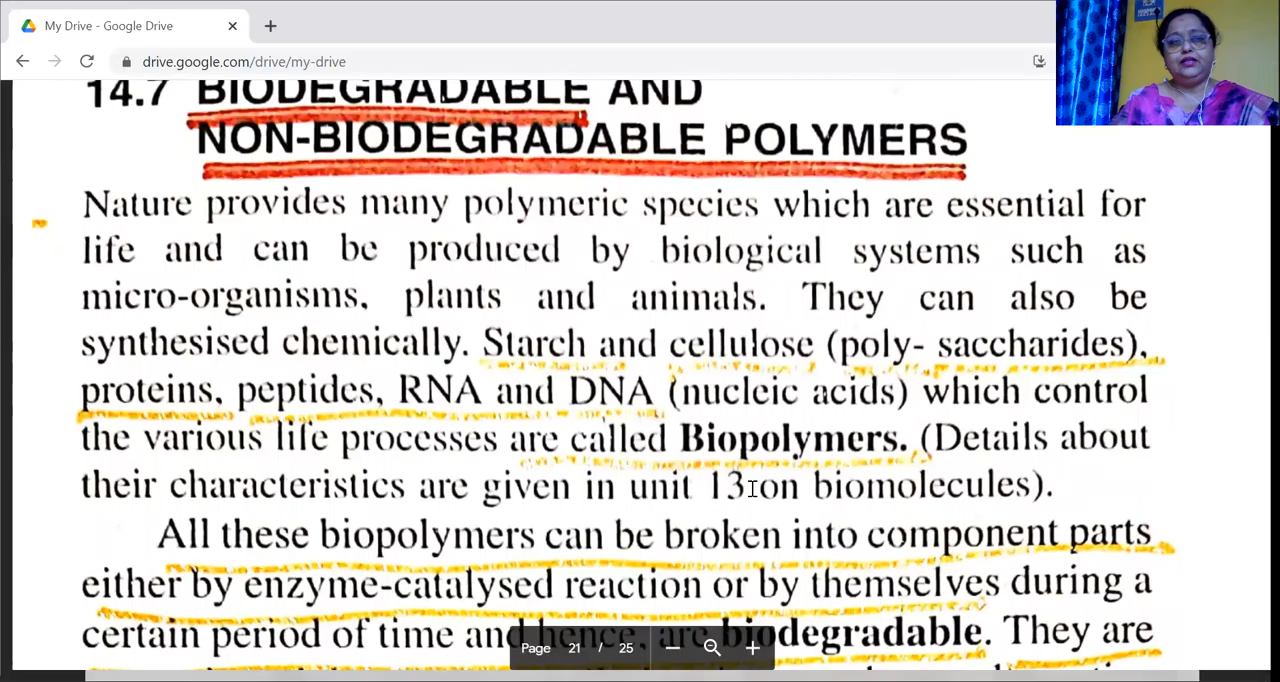 My Drive - Google Drive
drive.google.com/drive/my-drive
14.7 BIODEGRADABLE AND
NON-BIODEGRADABLE POLYMERS
Nature provides many polymeric species which are essential for
life and can be produced by biological systems such as
micro-organisms, plants and animals. They can also be
synthesised chemically. Starch and cellulose (poly- saccharides),
proteins, peptides, RNA and DNA (nucleic acids) which control
the various life processes are called Biopolymers. (Details about
their characteristics are given in unit 13 on biomolecules).
All these biopolymers can be broken into component parts
either by enzyme-catalysed reaction or by themselves during a
certain period of time and hence, are biodegradable. They are
Page 21 / 25